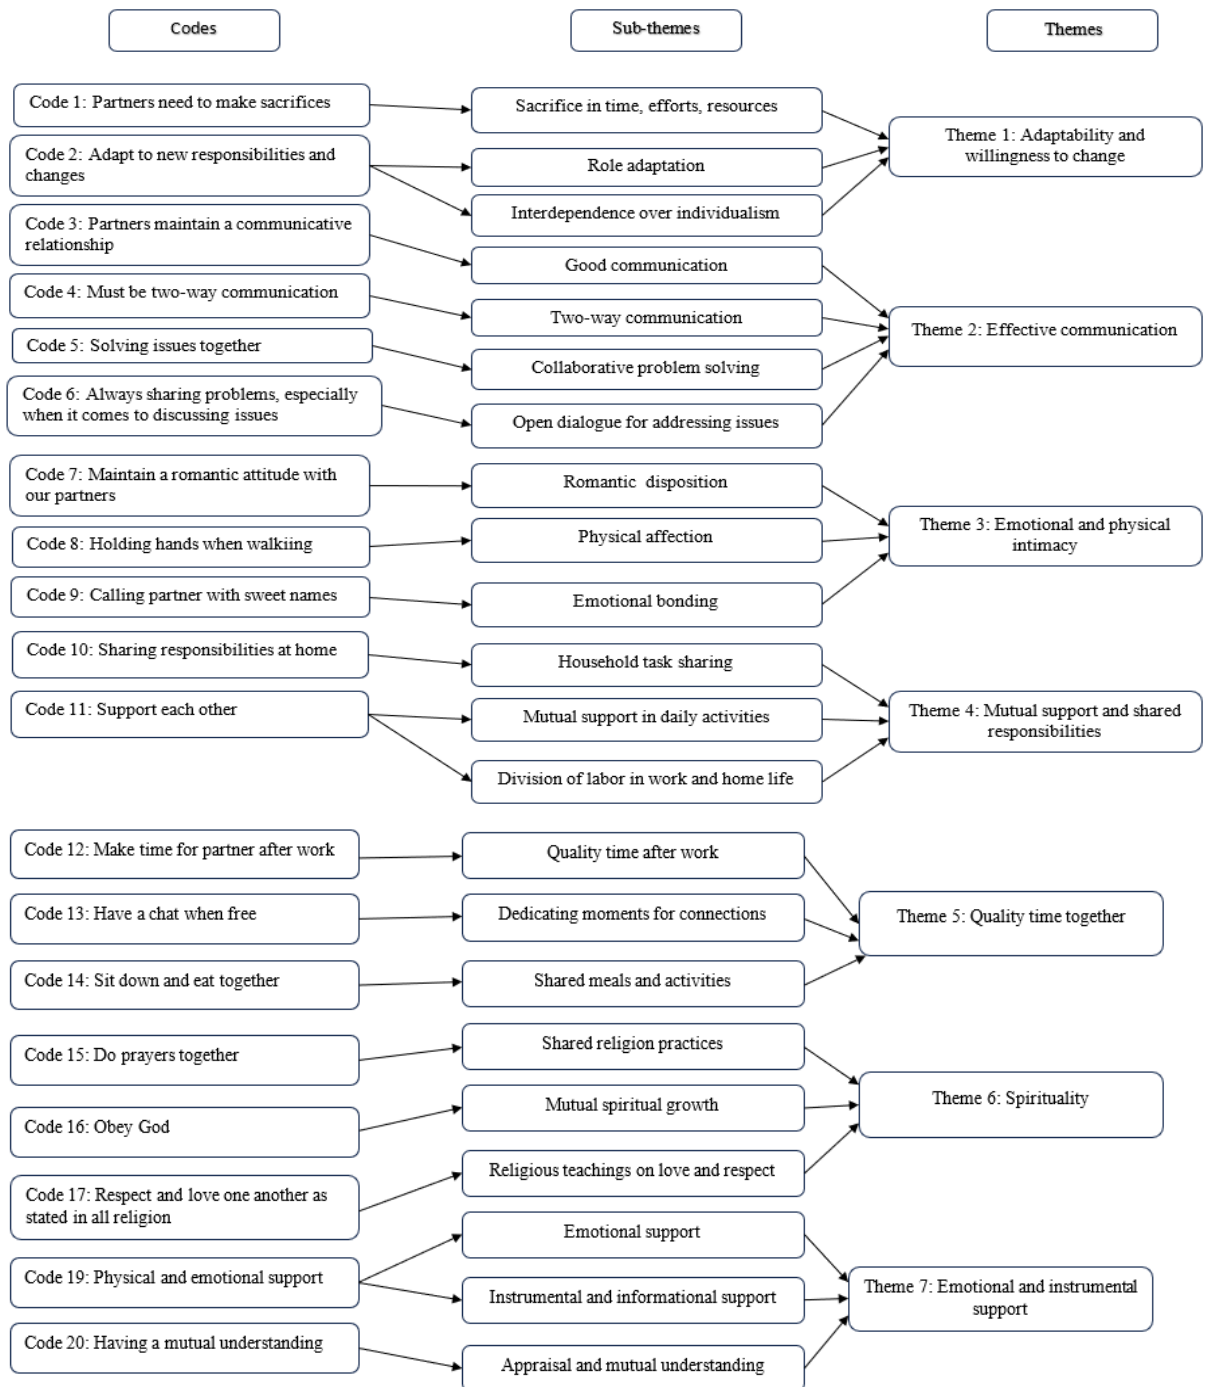 Codes
Sub-themes
Themes
Code 1: Partners need to make sacrifices
Sacrifice in time, efforts, resources
Theme 1: Adaptability and
willingness to change
Code 2: Adapt to new responsibilities and
changes
Role adaptation
Interdependence over individualism
Code 3: Partners maintain a communicative
relationship
Good communication
Code 4: Must be two-way communication
Two-way communication
Theme 2: Effective communication
Code 5: Solving issues together
Collaborative problem solving
Code 6: Always sharing problems, especially
when it comes to discussing issues
Open dialogue for addressing issues
Code 7: Maintain a romantic attitude with
our partners
Romantic disposition
Theme 3: Emotional and physical
intimacy
Code 8: Holding hands when walkiing
Physical affection
Code 9: Calling partner with sweet names
Emotional bonding
Code 10: Sharing responsibilities at home
Household task sharing
Code 11: Support each other
Mutual support in daily activities
Theme 4: Mutual support and shared
responsibilities
Division of labor in work and home life
Code 12: Make time for partner after work
Quality time after work
Code 13: Have a chat when free
Dedicating moments for connections
Theme 5: Quality time together
Code 14: Sit down and eat together
Shared meals and activities
Code 15: Do prayers together
Shared religion practices
Code 16: Obey God
Mutual spiritual growth
Theme 6: Spirituality
Code 17: Respect and love one another as
stated in all religion
Religious teachings on love and respect
Emotional support
Code 19: Physical and emotional support
Instrumental and informational support
Theme 7: Emotional and instrumental
support
Code 20: Having a mutual understanding
Appraisal and mutual understanding